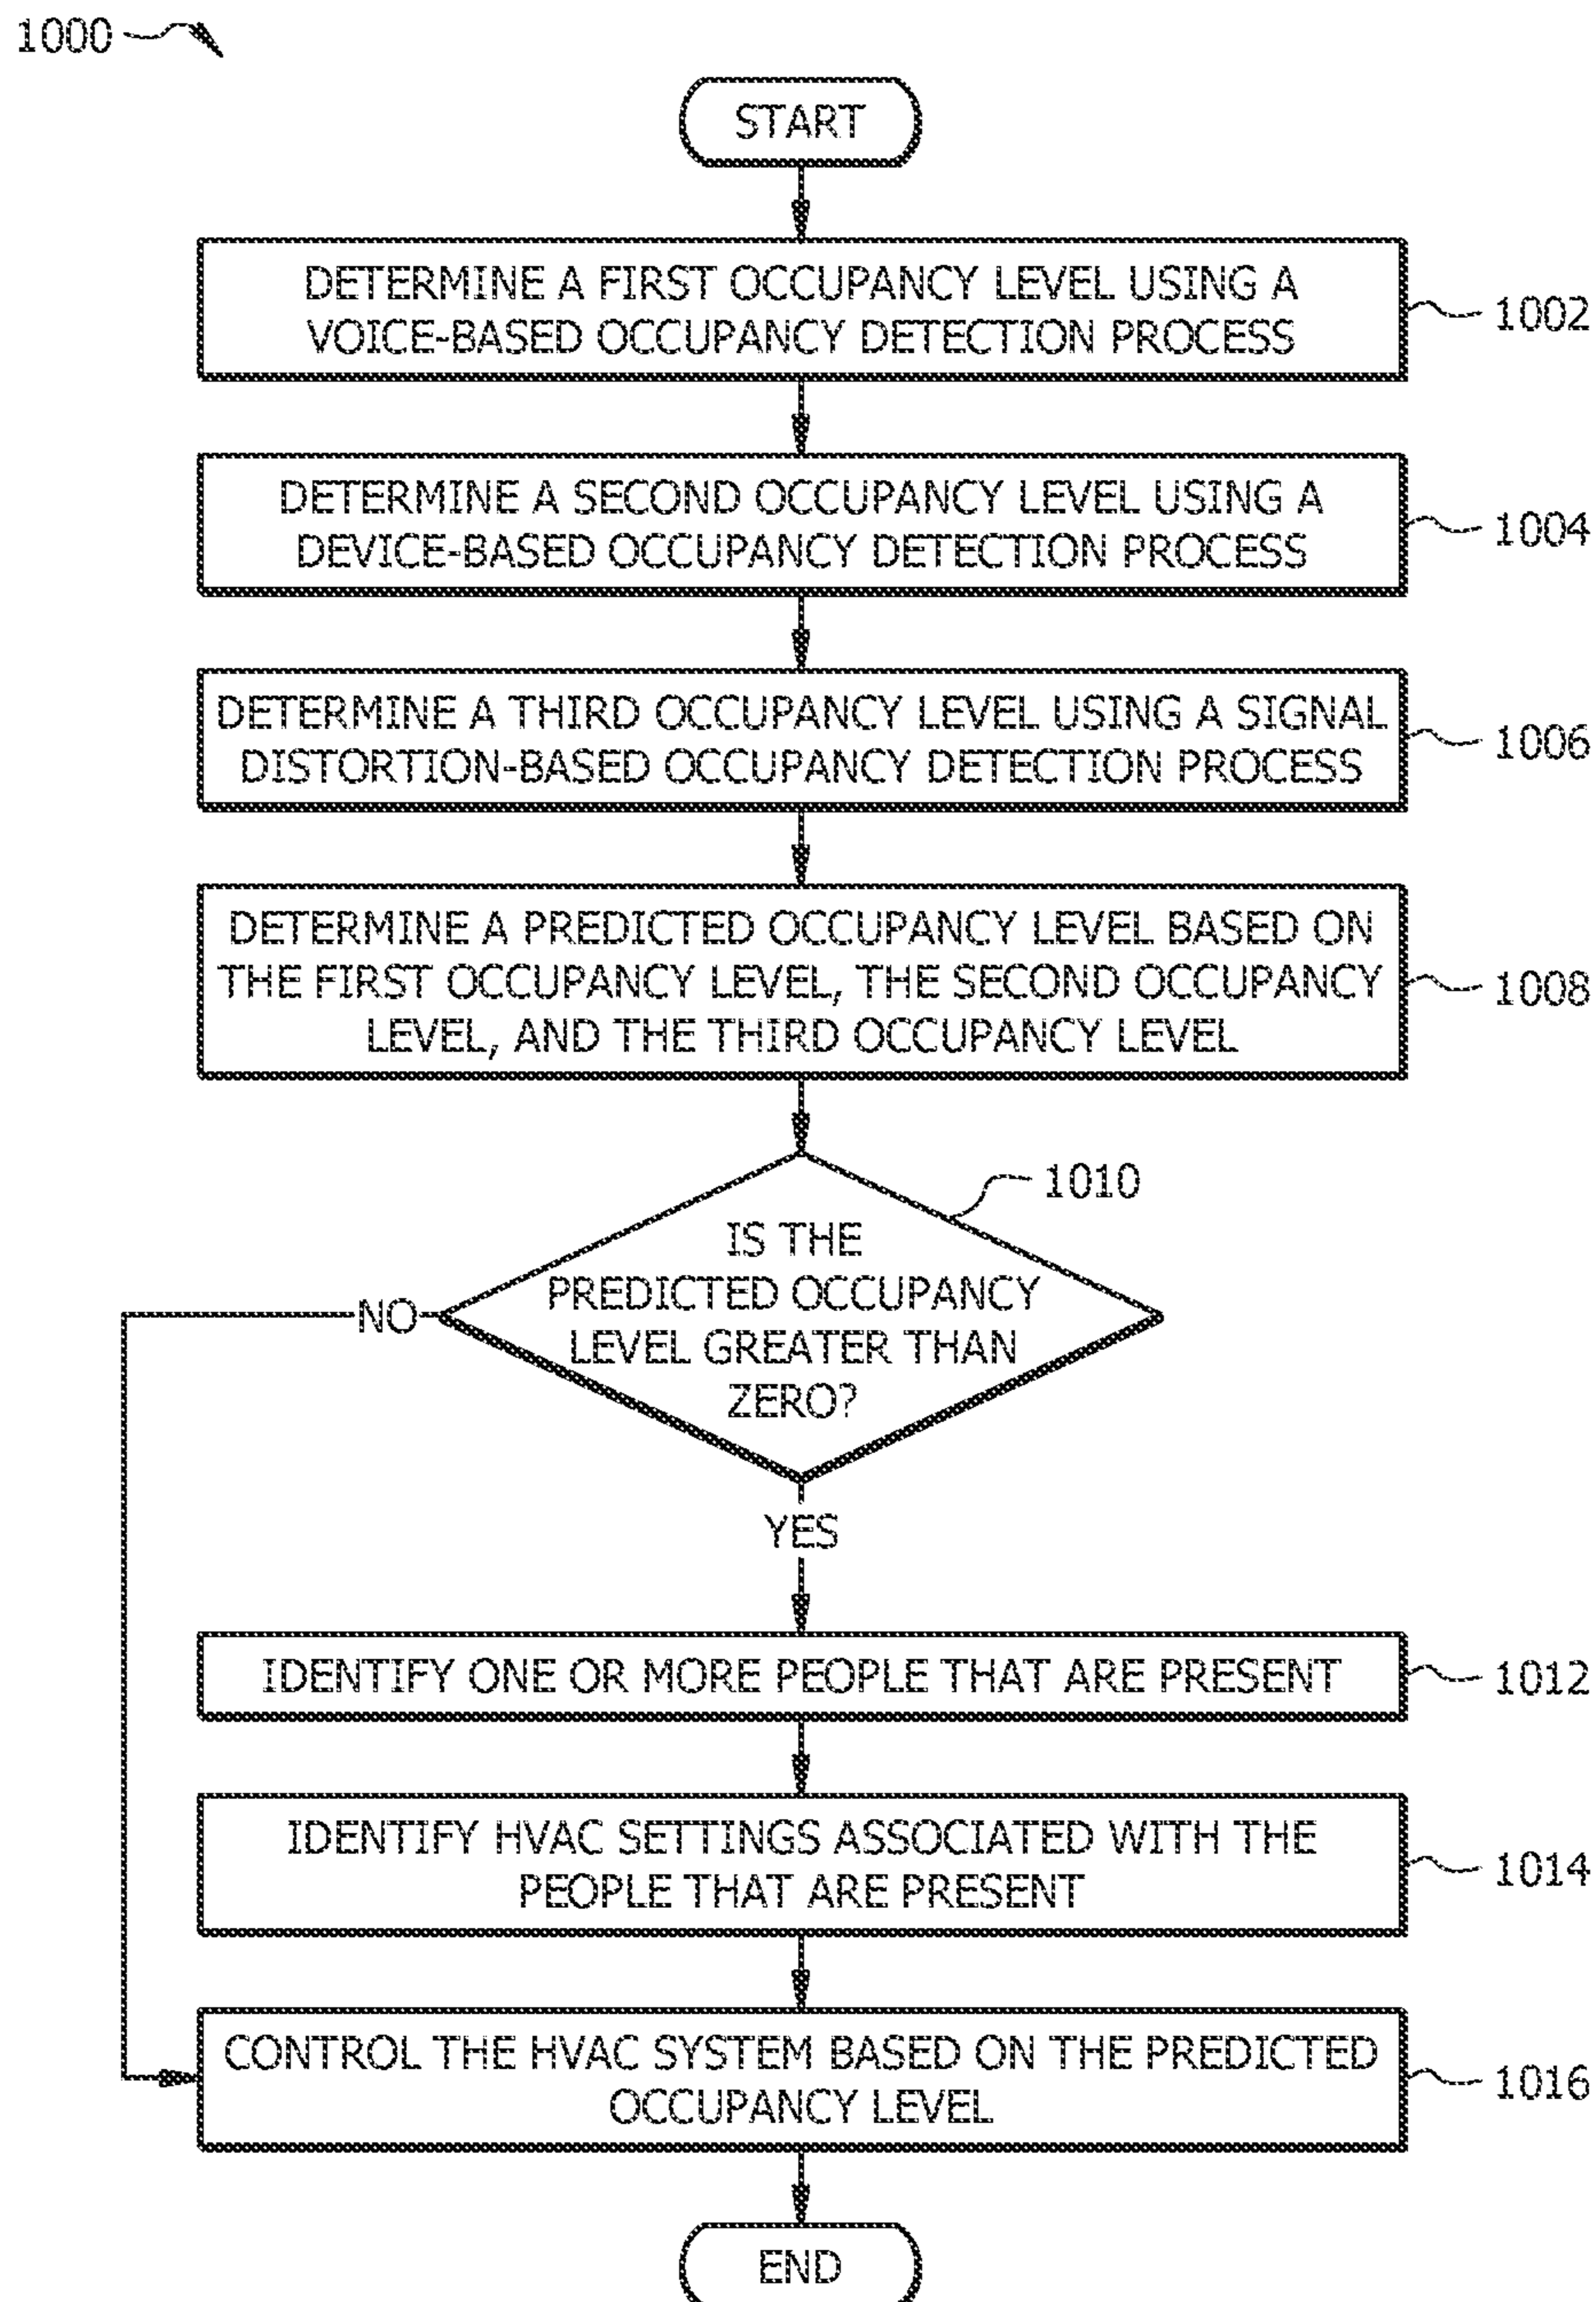 1000
START
DETERMINE A FIRST OCCUPANCY LEVEL USING A
VOICE-BASED OCCUPANCY DETECTION PROCESS
1002
DETERMINE A SECOND OCCUPANCY LEVEL USING A
DEVICE-BASED OCCUPANCY DETECTION PROCESS
1004
DETERMINE A THIRD OCCUPANCY LEVEL USING A SIGNAL
DISTORTION-BASED OCCUPANCY DETECTION PROCESS
1006
DETERMINE A PREDICTED OCCUPANCY LEVEL BASED ON
THE FIRST OCCUPANCY LEVEL, THE SECOND OCCUPANCY
LEVEL, AND THE THIRD OCCUPANCY LEVEL
1008
1010
IS THE
PREDICTED OCCUPANCY
LEVEL GREATER THAN
ZERO?
NO
YES
IDENTIFY ONE OR MORE PEOPLE THAT ARE PRESENT
1012
IDENTIFY HVAC SETTINGS ASSOCIATED WITH THE
PEOPLE THAT ARE PRESENT
1014
CONTROL THE HVAC SYSTEM BASED ON THE PREDICTED
OCCUPANCY LEVEL
1016
END